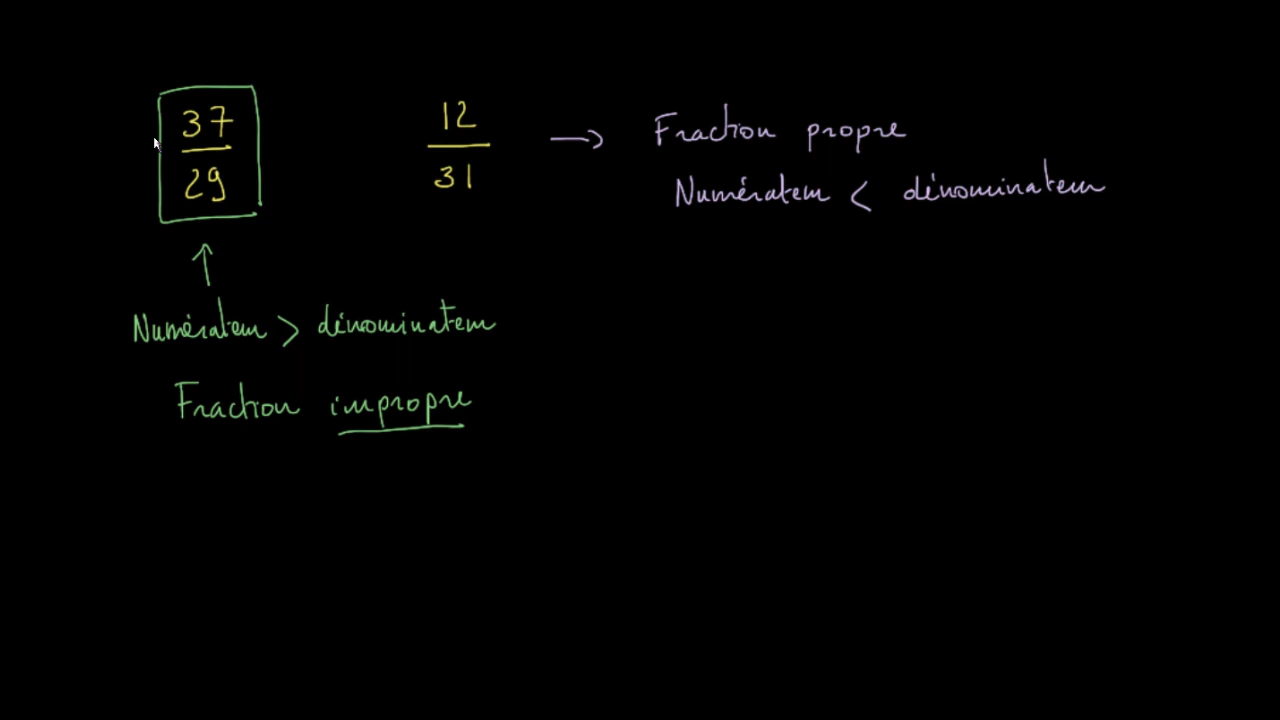 37
29
12
31
→ Fraction propre
Numérateur < dénominateur
↑
Numérateur > dénominateur
Fraction impropre